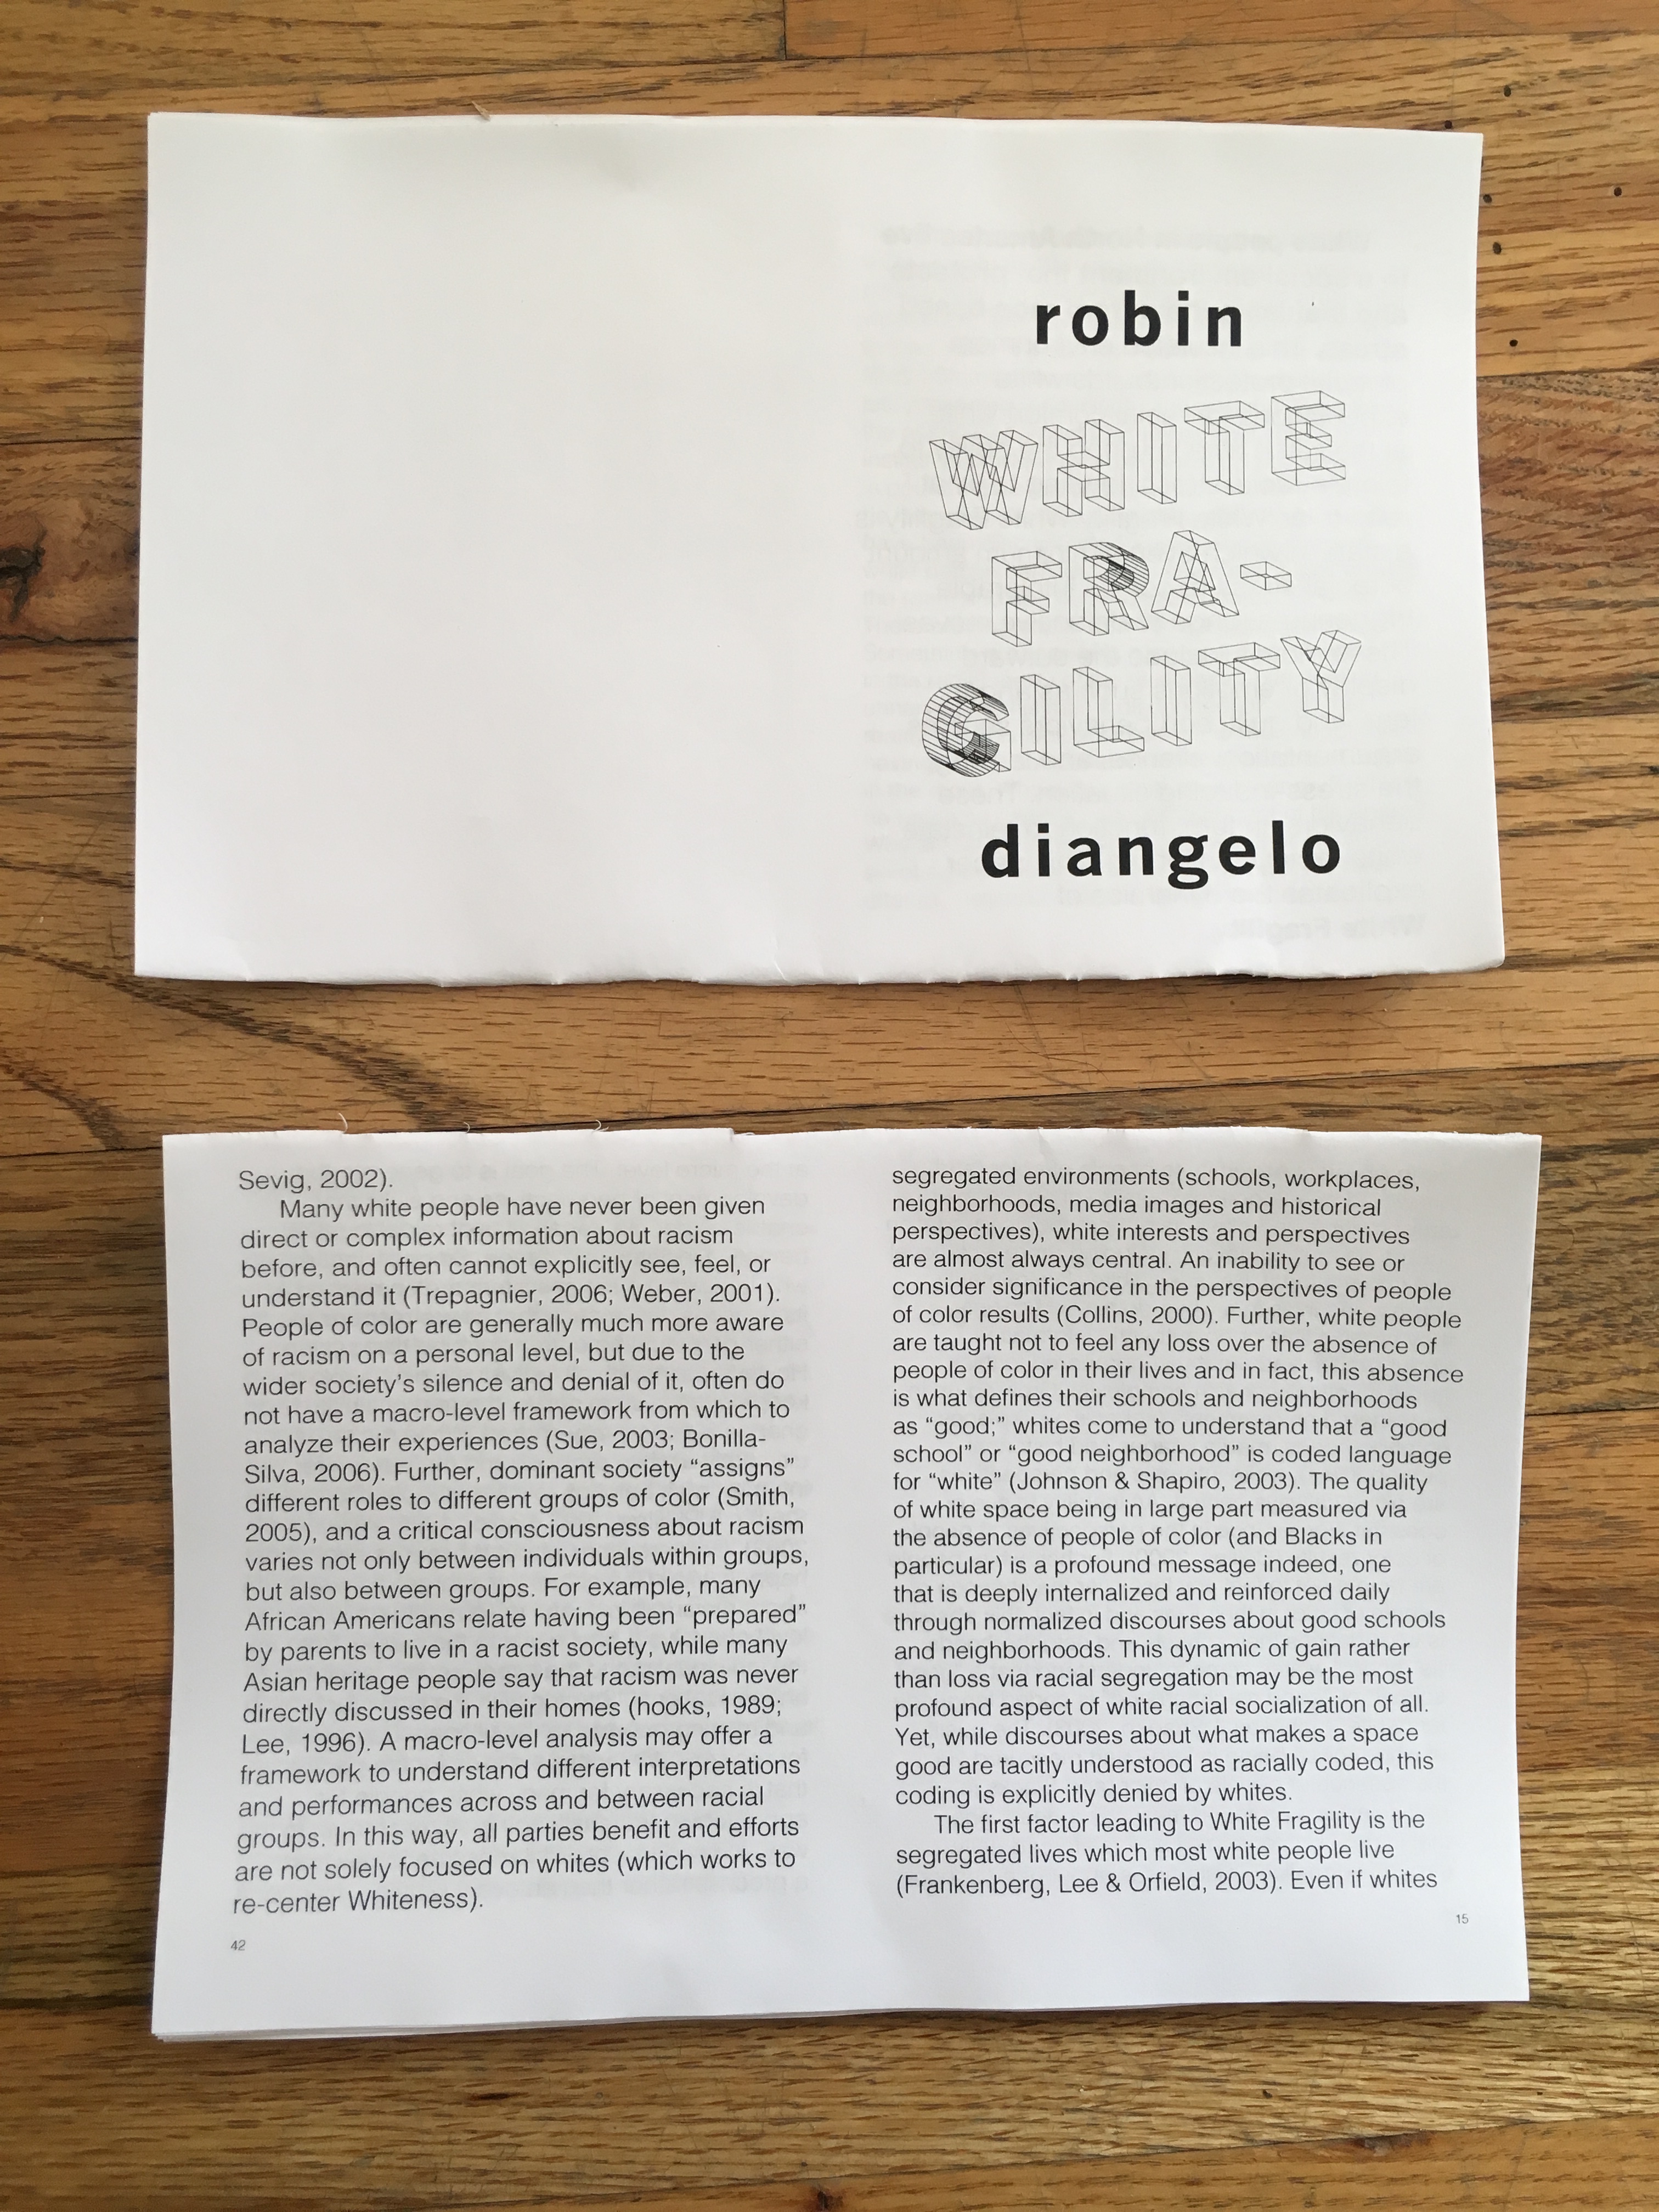 robin
WHITE
FRA-
GILITY
diangelo
Sevig, 2002).
Many white people have never been given
direct or complex information about racism
before, and often cannot explicitly see, feel, or
understand it (Trepagnier, 2006; Weber, 2001).
People of color are generally much more aware
of racism on a personal level, but due to the
wider society’s silence and denial of it, often do
not have a macro-level framework from which to
analyze their experiences (Sue, 2003; Bonilla-
Silva, 2006). Further, dominant society “assigns”
different roles to different groups of color (Smith,
2005), and a critical consciousness about racism
varies not only between individuals within groups,
but also between groups. For example, many
African Americans relate having been “prepared”
by parents to live in a racist society, while many
Asian heritage people say that racism was never
directly discussed in their homes (hooks, 1989;
Lee, 1996). A macro-level analysis may offer a
framework to understand different interpretations
and performances across and between racial
groups. In this way, all parties benefit and efforts
are not solely focused on whites (which works to
re-center Whiteness).
42
segregated environments (schools, workplaces,
neighborhoods, media images and historical
perspectives), white interests and perspectives
are almost always central. An inability to see or
consider significance in the perspectives of people
of color results (Collins, 2000). Further, white people
are taught not to feel any loss over the absence of
people of color in their lives and in fact, this absence
is what defines their schools and neighborhoods
as “good;” whites come to understand that a “good
school” or “good neighborhood” is coded language
for “white” (Johnson & Shapiro, 2003). The quality
of white space being in large part measured via
the absence of people of color (and Blacks in
particular) is a profound message indeed, one
that is deeply internalized and reinforced daily
through normalized discourses about good schools
and neighborhoods. This dynamic of gain rather
than loss via racial segregation may be the most
profound aspect of white racial socialization of all.
Yet, while discourses about what makes a space
good are tacitly understood as racially coded, this
coding is explicitly denied by whites.
The first factor leading to White Fragility is the
segregated lives which most white people live
(Frankenberg, Lee & Orfield, 2003). Even if whites
15